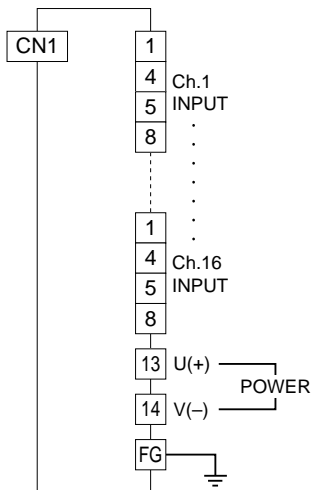 CN1
1
4
5
8
Ch.1
INPUT
1
4
5
8
Ch.16
INPUT
13 U(+)
POWER
14 V(–)
FG